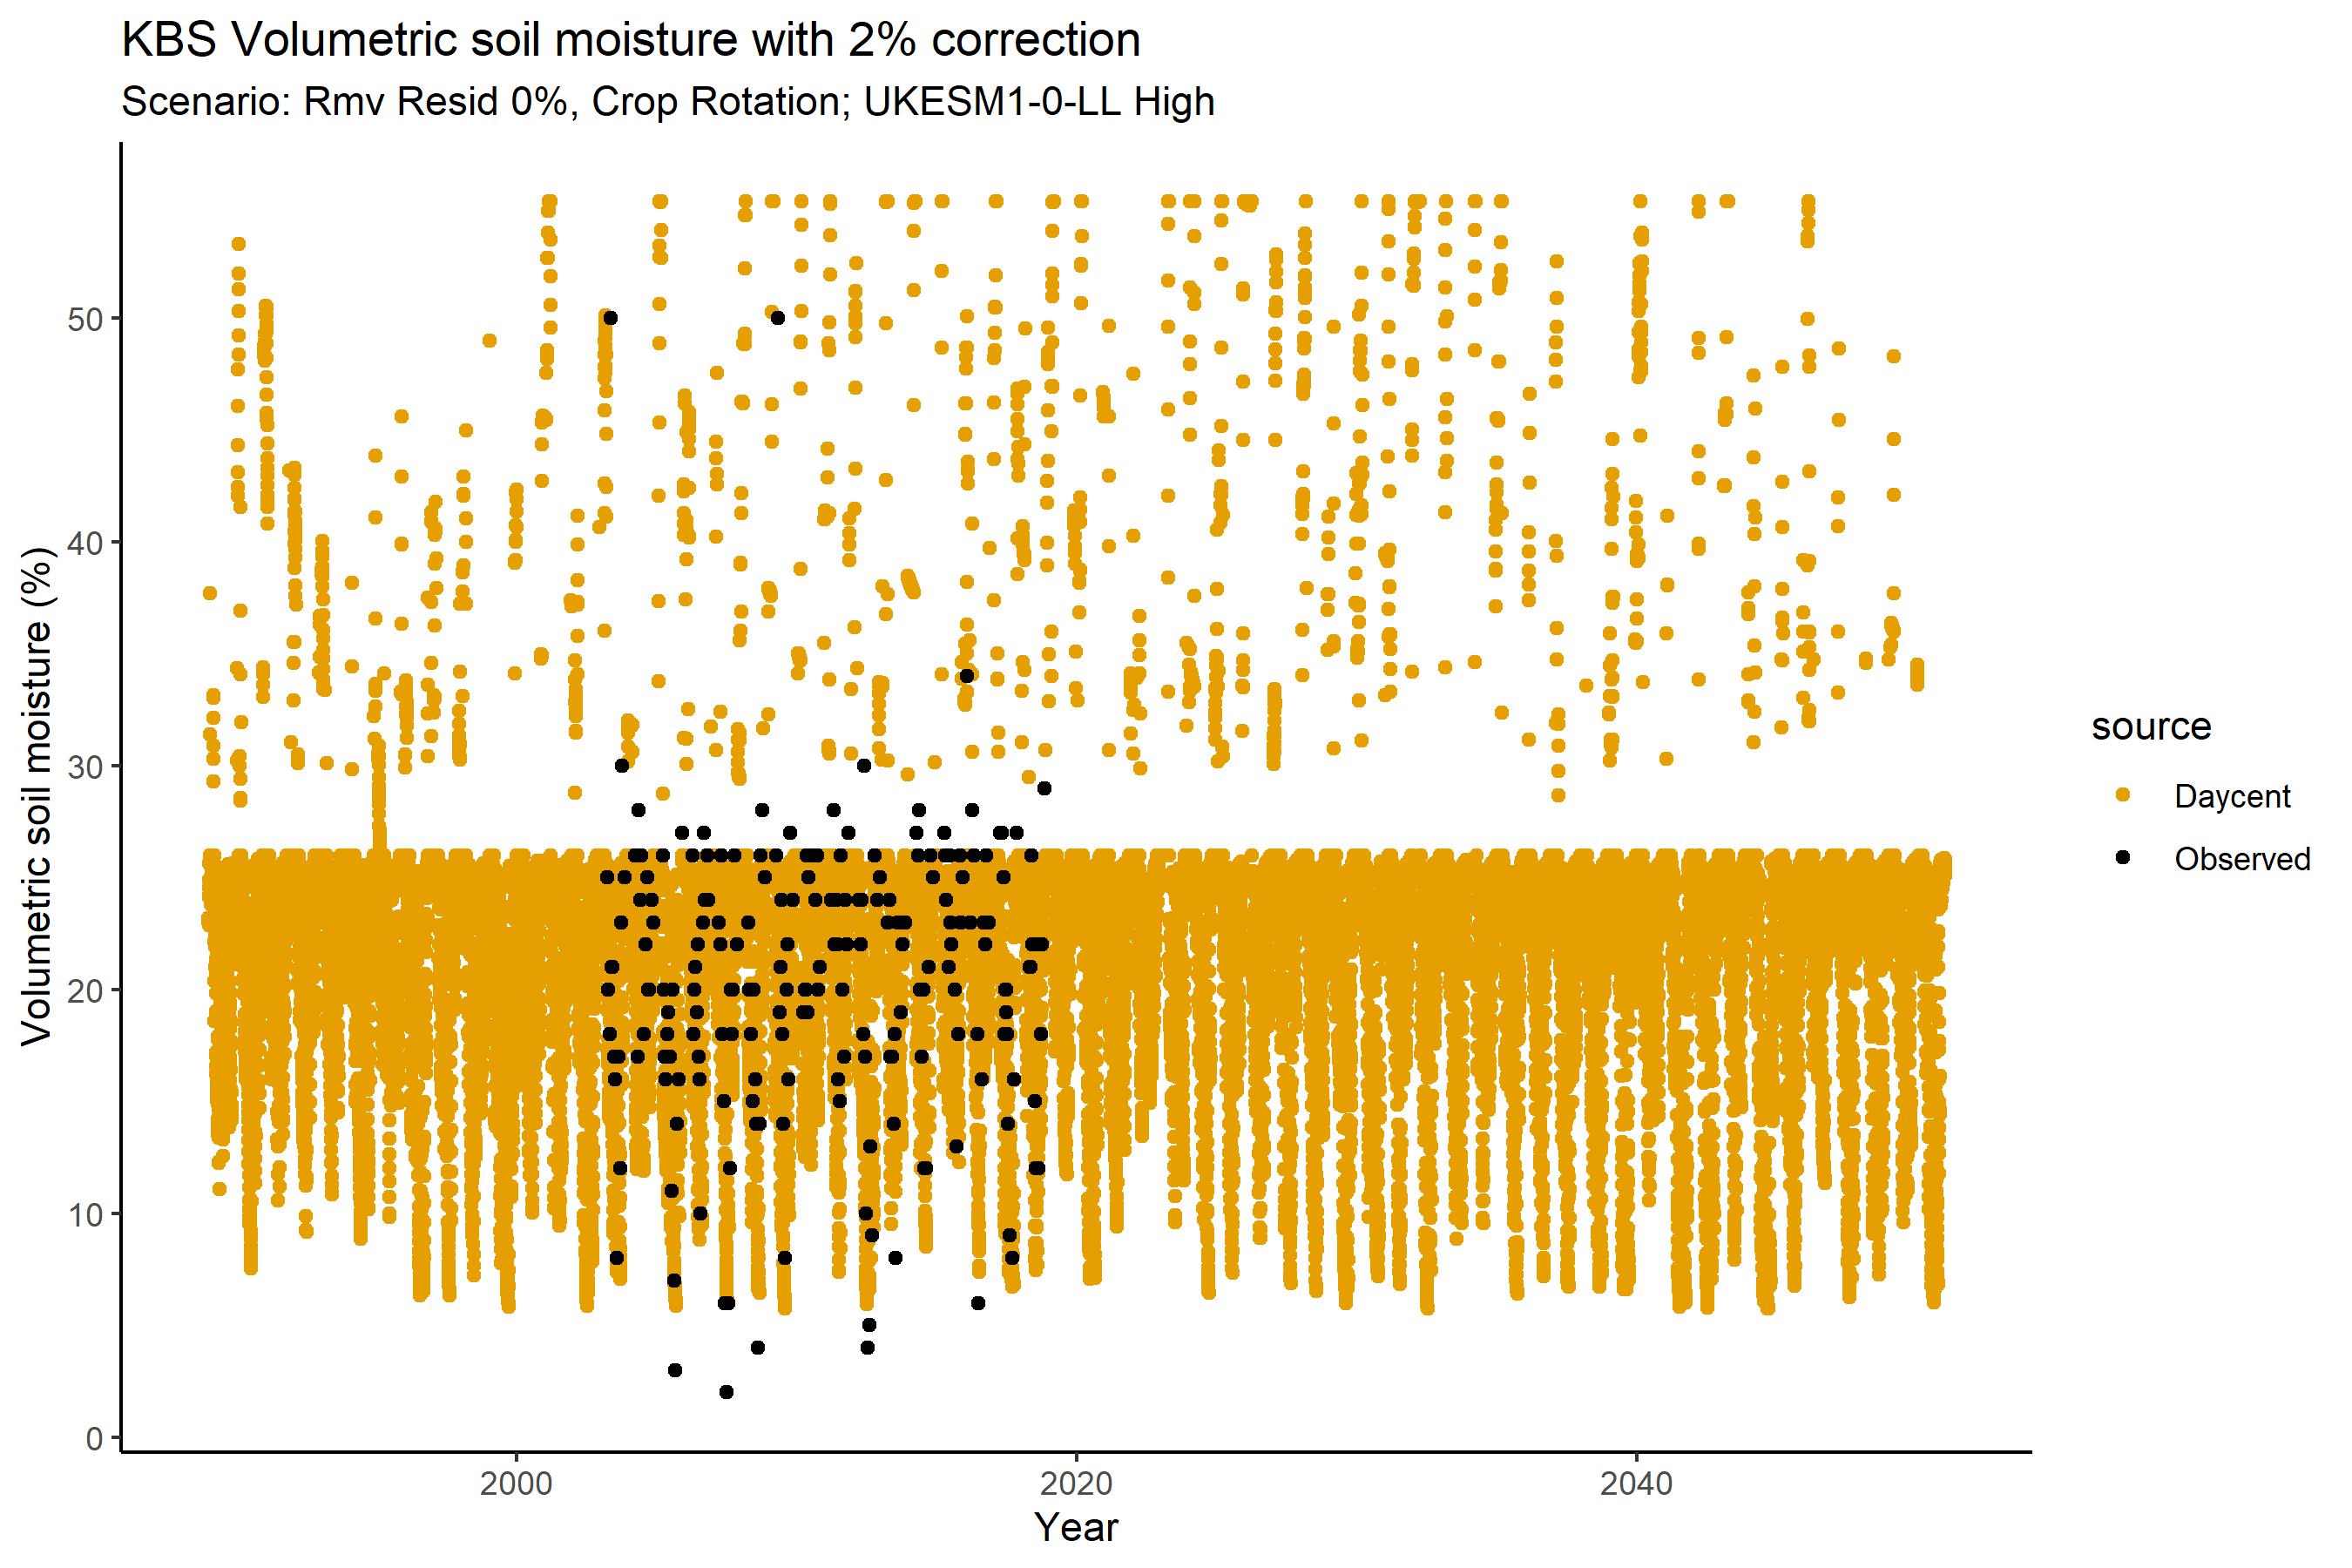 KBS Volumetric soil moisture with 2% correction
Scenario: Rmv Resid 0%, Crop Rotation; UKESM1-0-LL High
Volumetric soil moisture (%)
50
40
30
20
10
0
2000
2020
2040
Year
source
Daycent
Observed